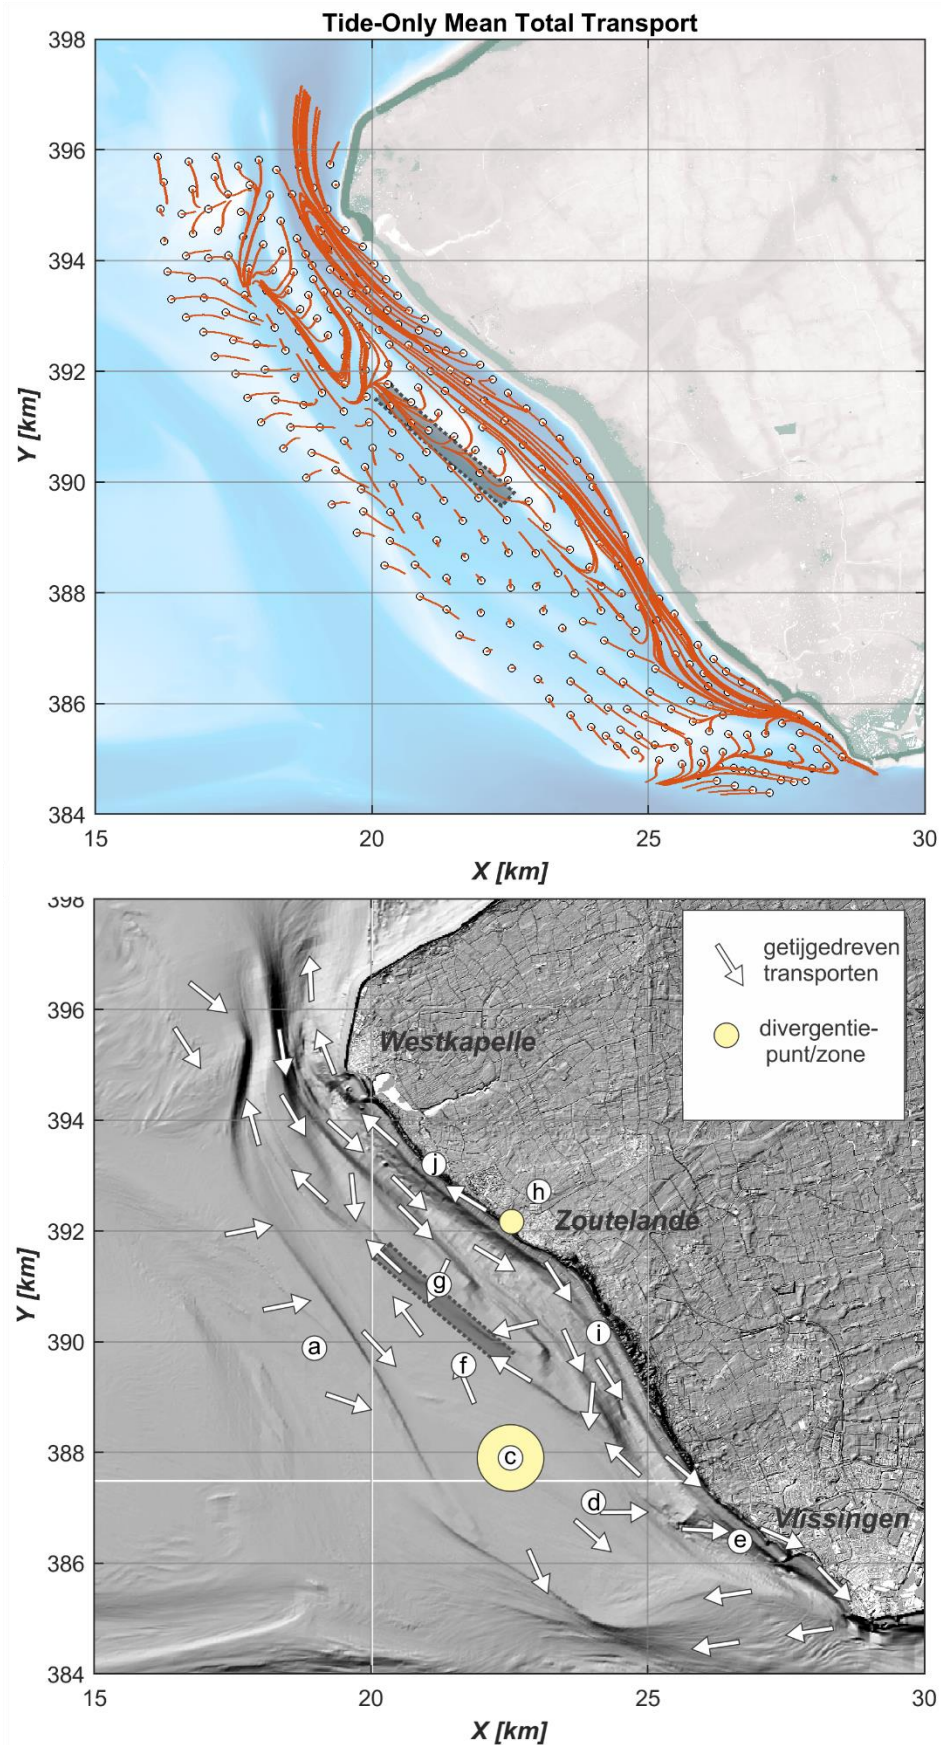 Tide-Only Mean Total Transport
398
396
394
392
390
388
386
384
Y [km]
15
20
25
30
X [km]
398
396
394
392
390
388
386
384
Y [km]
getijgedreven
transporten
divergentie-
punt/zone
Westkapelle
j
h
Zoutelande
g
i
a
f
c
d
e
Vlissingen
15
20
25
30
X [km]